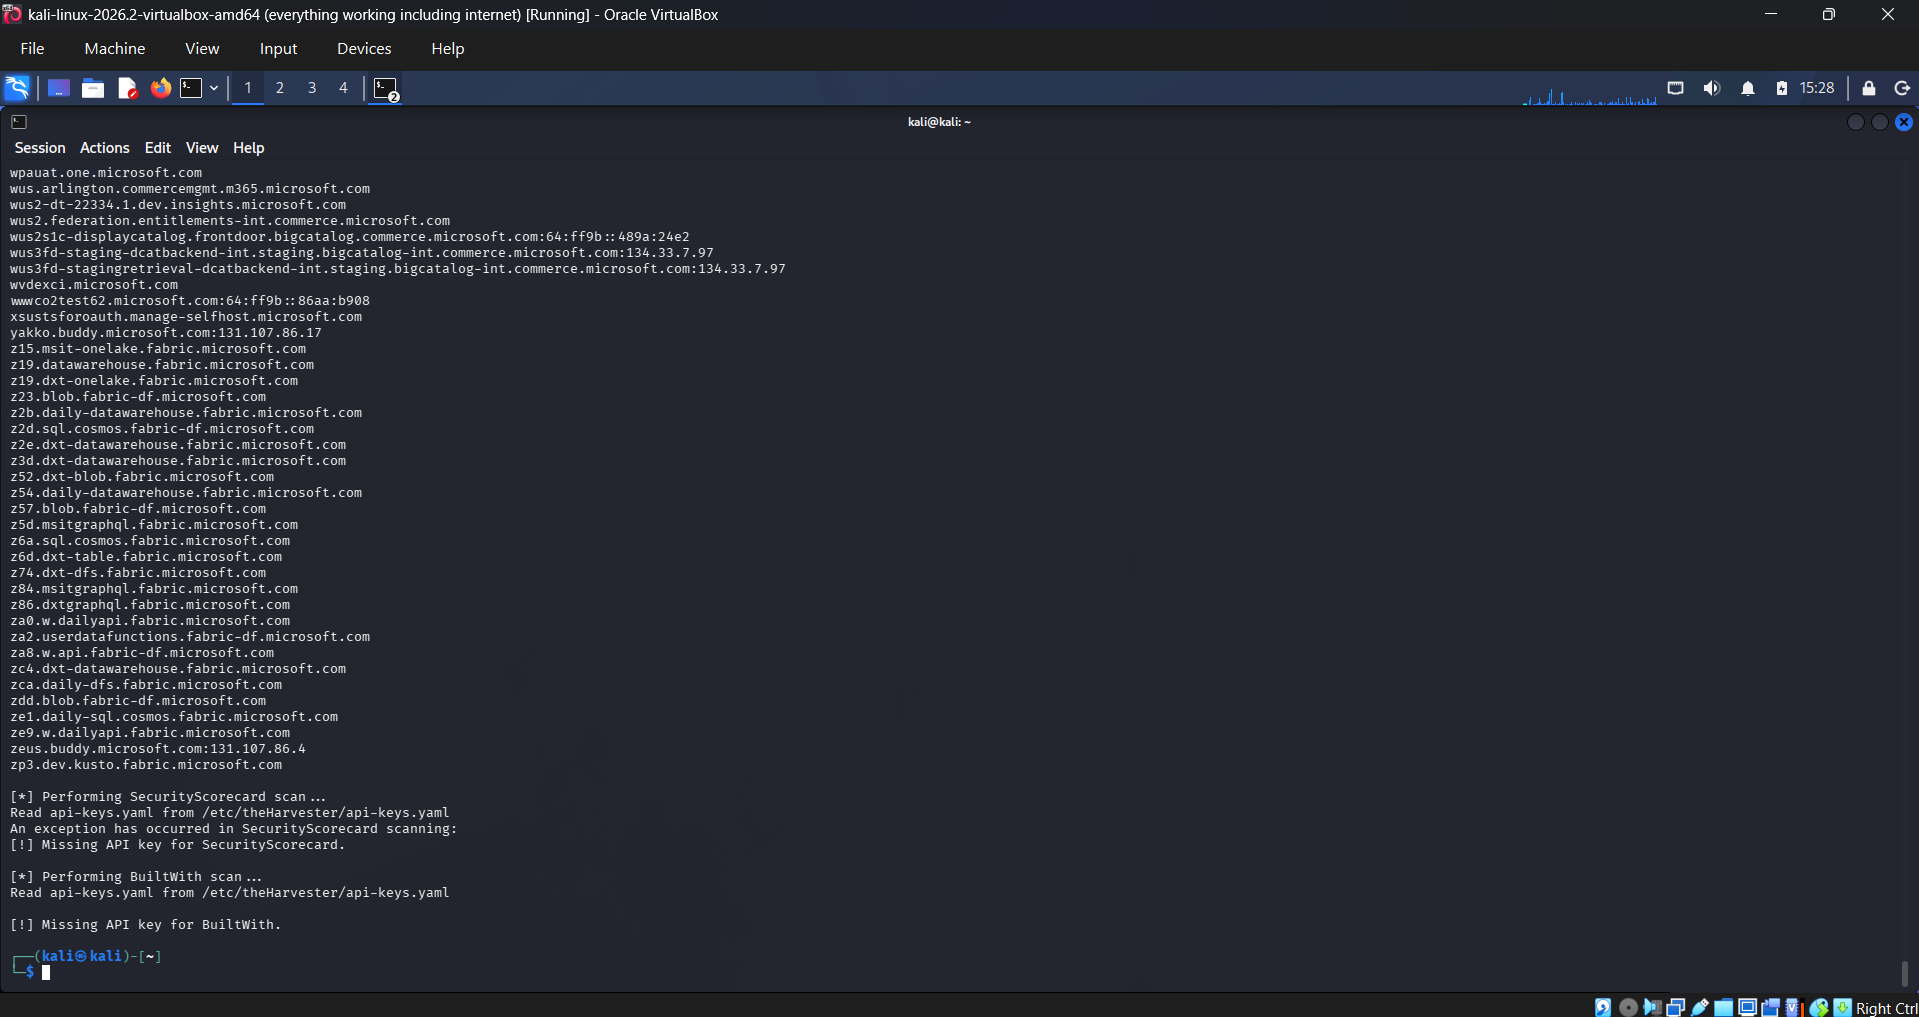 kali-linux-2026.2-virtualbox-amd64 (everything working including internet) [Running] - Oracle VirtualBox
File Machine View Input Devices Help
1 2 3 4 2 15:28
kali@kali: ~
Session Actions Edit View Help
wpauat.one.microsoft.com
wus.arlington.commercemgmt.m365.microsoft.com
wus2-dt-22334.1.dev.insights.microsoft.com
wus2.federation.entitlements-int.commerce.microsoft.com
wus2s1c-displaycatalog.frontdoor.bigcatalog.commerce.microsoft.com:64:ff9b::489a:24e2
wus3fd-staging-dcatbackend-int.staging.bigcatalog-int.commerce.microsoft.com:134.33.7.97
wus3fd-stagingretrieval-dcatbackend-int.staging.bigcatalog-int.commerce.microsoft.com:134.33.7.97
wvdexci.microsoft.com
wwwco2test62.microsoft.com:64:ff9b::86aa:b908
xsustsforoauth.manage-selfhost.microsoft.com
yakko.buddy.microsoft.com:131.107.86.17
z15.msit-onelake.fabric.microsoft.com
z19.datawarehouse.fabric.microsoft.com
z19.dxt-onelake.fabric.microsoft.com
z23.blob.fabric-df.microsoft.com
z2b.daily-datawarehouse.fabric.microsoft.com
z2d.sql.cosmos.fabric-df.microsoft.com
z2e.dxt-datawarehouse.fabric.microsoft.com
z3d.dxt-datawarehouse.fabric.microsoft.com
z52.dxt-blob.fabric.microsoft.com
z54.daily-datawarehouse.fabric.microsoft.com
z57.blob.fabric-df.microsoft.com
z5d.msitgraphql.fabric.microsoft.com
z6a.sql.cosmos.fabric.microsoft.com
z6d.dxt-table.fabric.microsoft.com
z74.dxt-dfs.fabric.microsoft.com
z84.msitgraphql.fabric.microsoft.com
z86.dxtgraphql.fabric.microsoft.com
za0.w.dailyapi.fabric.microsoft.com
za2.userdatafunctions.fabric-df.microsoft.com
za8.w.api.fabric-df.microsoft.com
zc4.dxt-datawarehouse.fabric.microsoft.com
zca.daily-dfs.fabric.microsoft.com
zdd.blob.fabric-df.microsoft.com
ze1.daily-sql.cosmos.fabric.microsoft.com
ze9.w.dailyapi.fabric.microsoft.com
zeus.buddy.microsoft.com:131.107.86.4
zp3.dev.kusto.fabric.microsoft.com
[*] Performing SecurityScorecard scan...
Read api-keys.yaml from /etc/theHarvester/api-keys.yaml
An exception has occurred in SecurityScorecard scanning:
[!] Missing API key for SecurityScorecard.
[*] Performing BuiltWith scan...
Read api-keys.yaml from /etc/theHarvester/api-keys.yaml
[!] Missing API key for BuiltWith.
┌──(kali㉿kali)-[~]
└─$
Right Ctrl